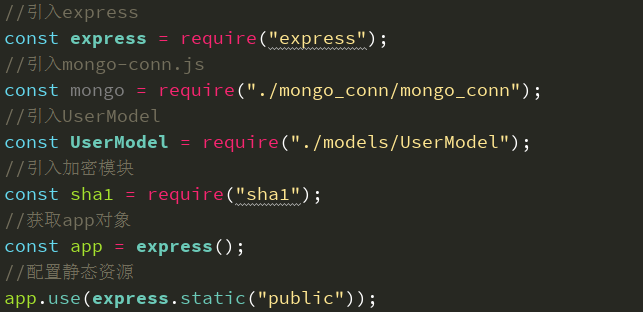 //引入express
const express = require("express");
//引入mongo-conn.js
const mongo = require("./mongo_conn/mongo_conn");
//引入UserModel
const UserModel = require("./models/UserModel");
//引入加密模块
const sha1 = require("sha1");
//获取app对象
const app = express();
//配置静态资源
app.use(express.static("public"));